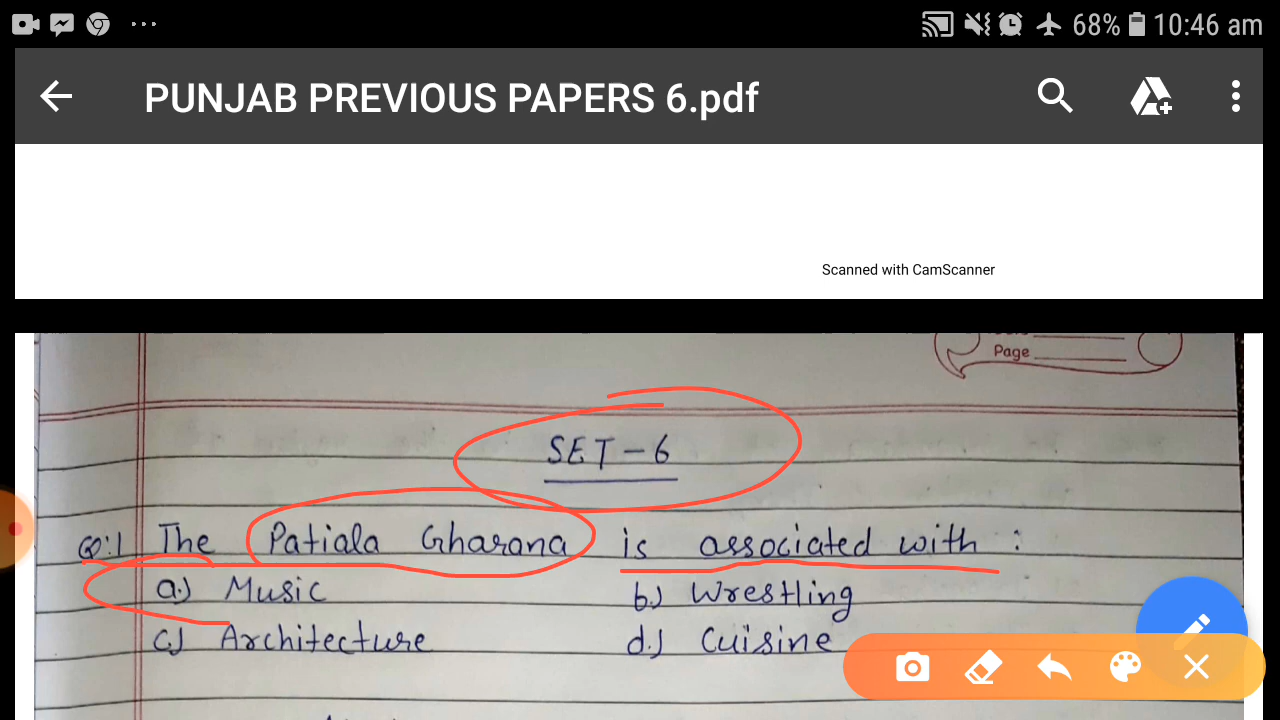 68% 10:46 am
PUNJAB PREVIOUS PAPERS 6.pdf
Scanned with CamScanner
Page
SET-6
Q:1 The Patiala Gharana is associated with :
a.) Music b.) Wrestling
c.) Architecture d.) Cuisine